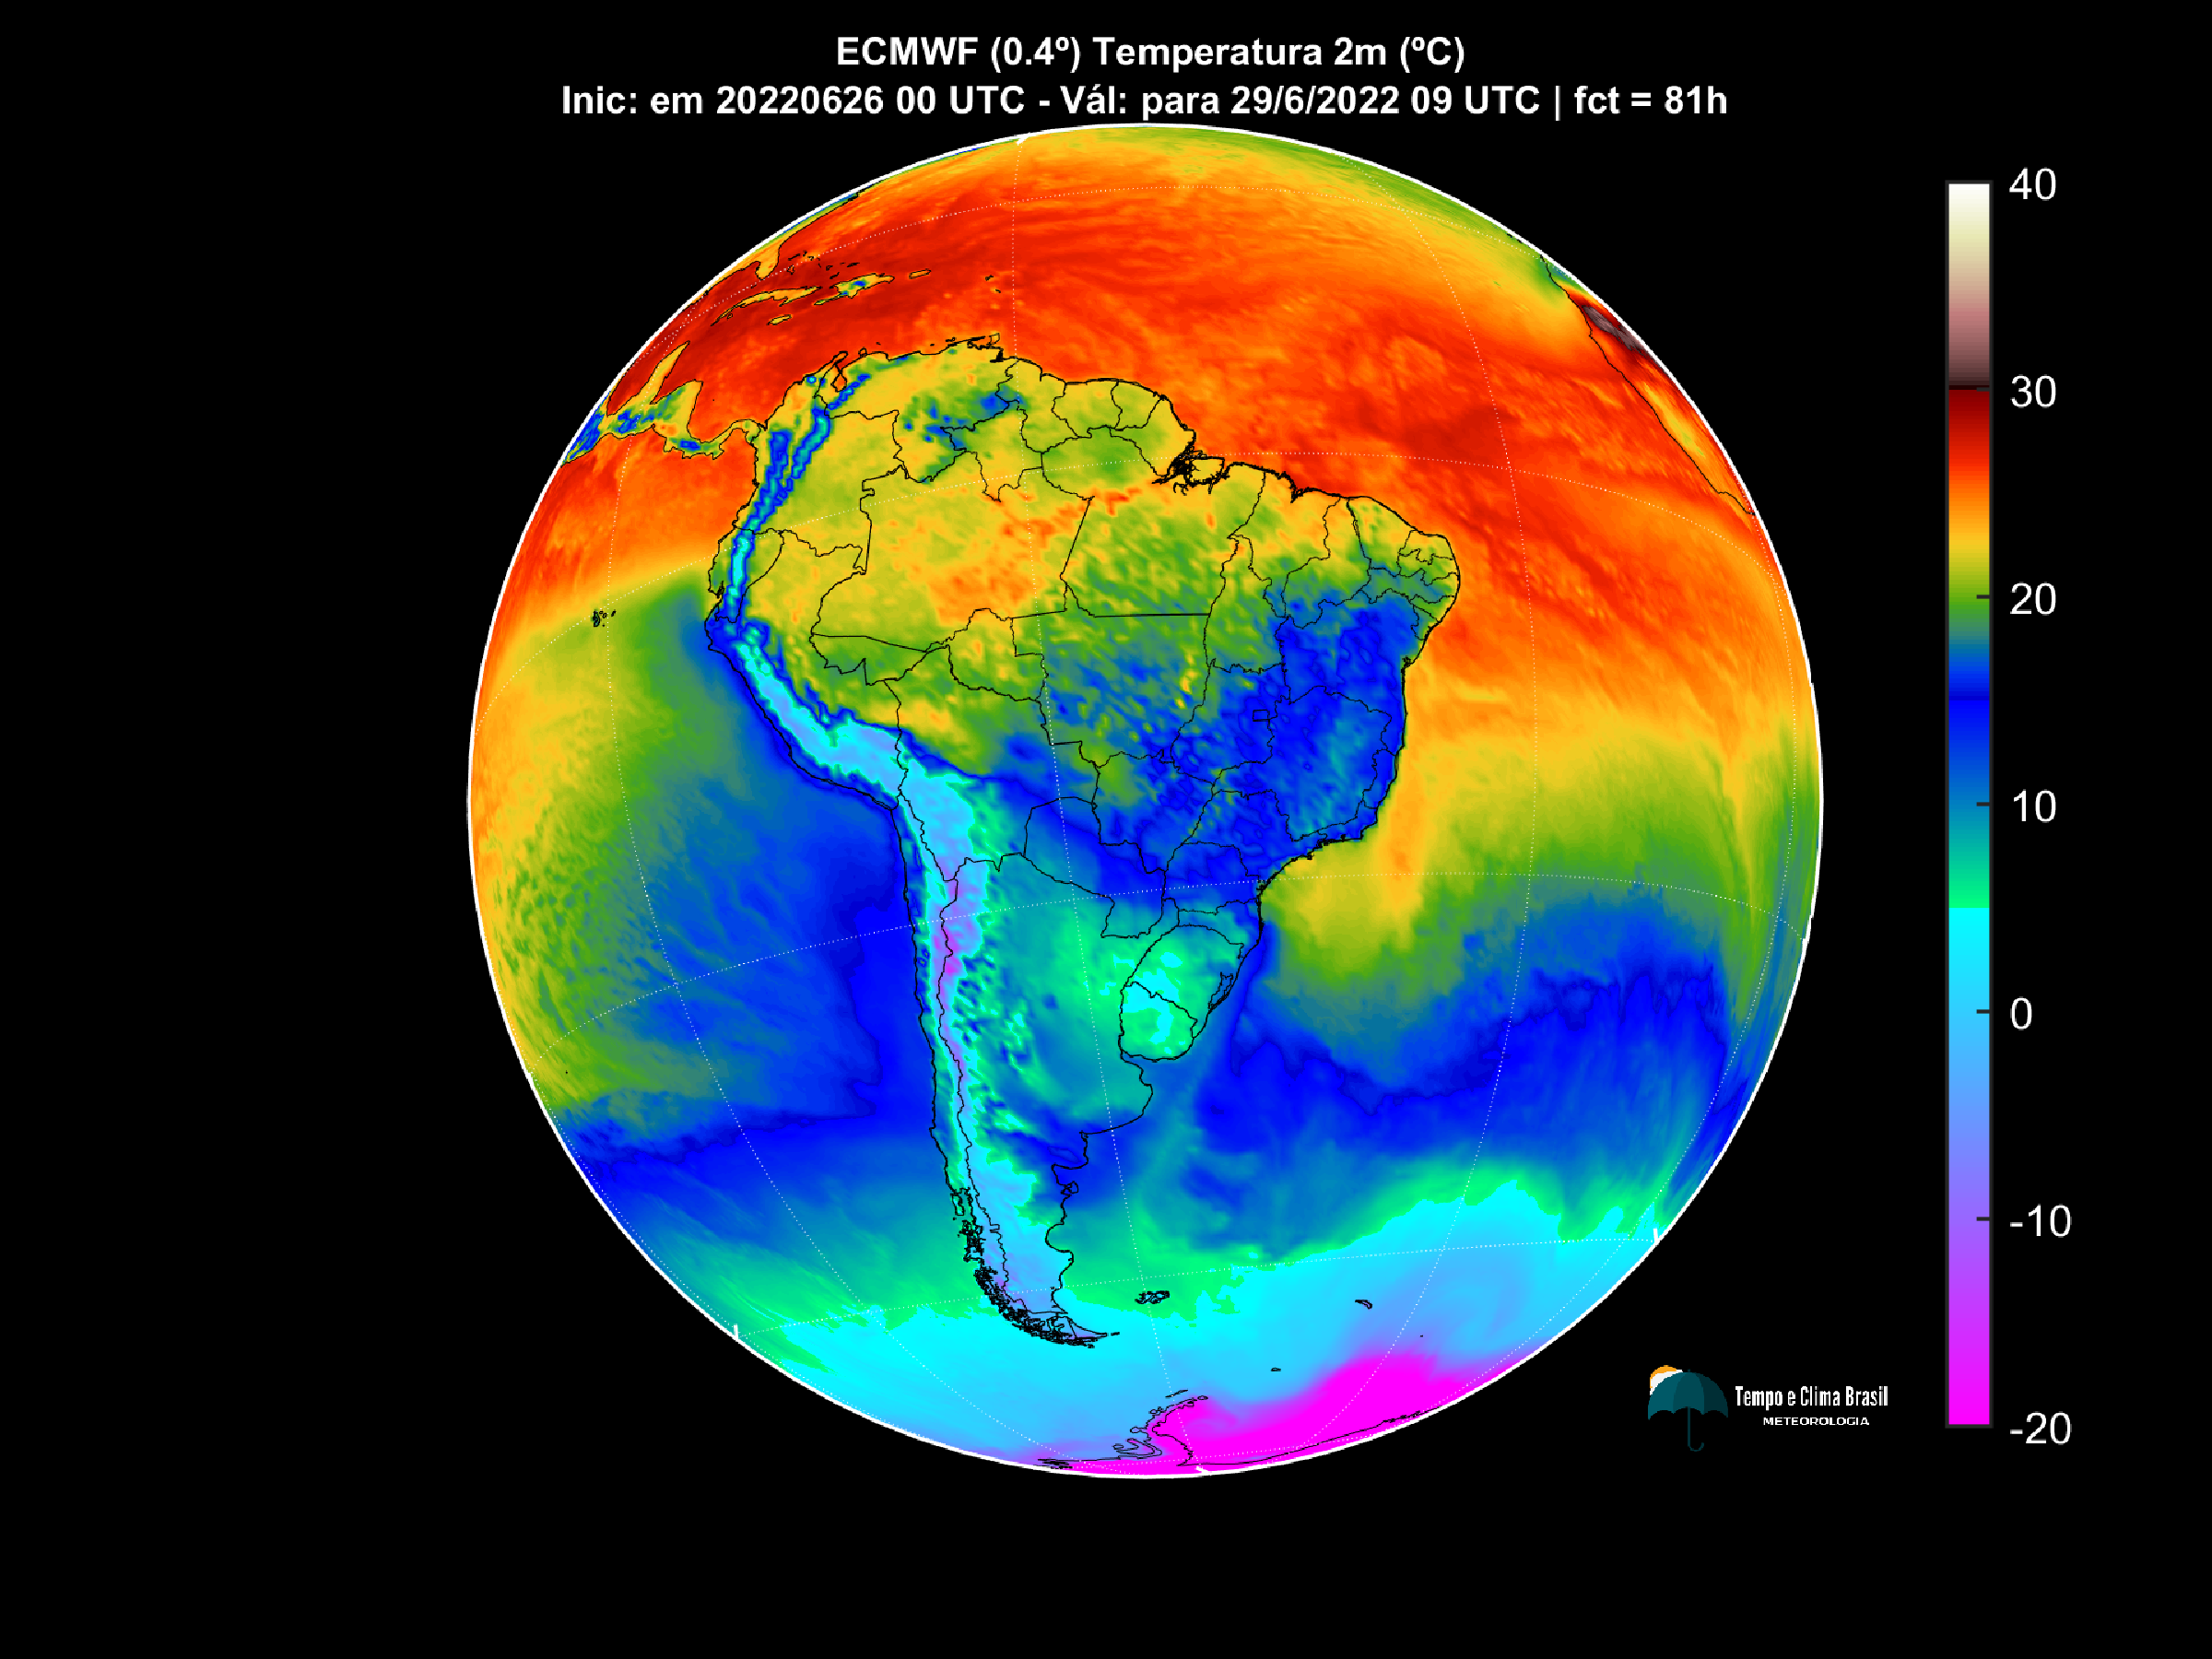 ECMWF (0.4º) Temperatura 2m (ºC)
Inic: em 20220626 00 UTC - Vál: para 29/6/2022 09 UTC | fct = 81h
40
30
20
10
0
-10
-20
Tempo e Clima Brasil
METEOROLOGIA